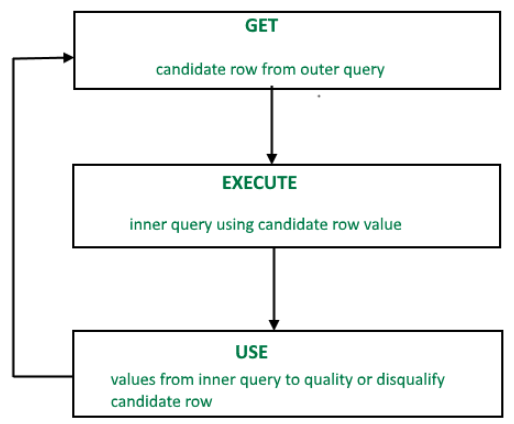 GET
candidate row from outer query
EXECUTE
inner query using candidate row value
USE
values from inner query to quality or disqualify
candidate row